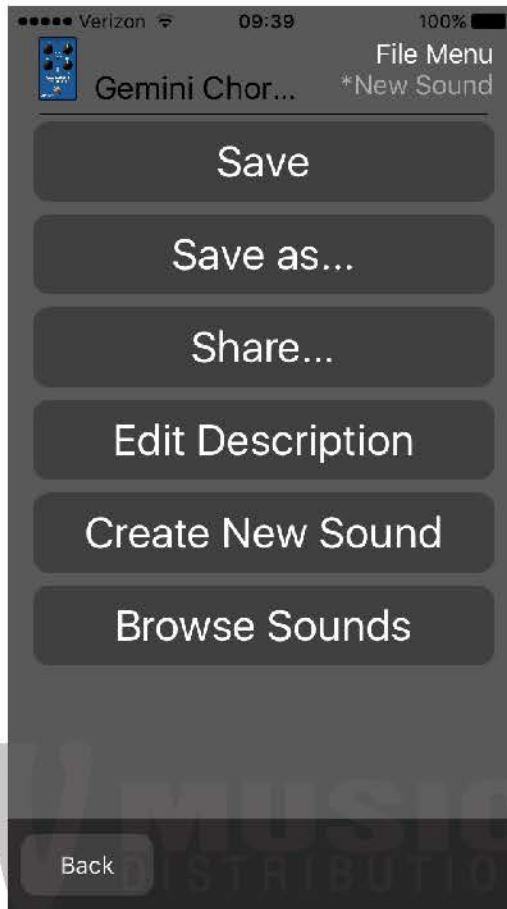 Verizon 09:39 100%
File Menu
Gemini Chor... *New Sound
Save
Save as...
Share...
Edit Description
Create New Sound
Browse Sounds
MUSIC
Back
DISTRIBUTIO